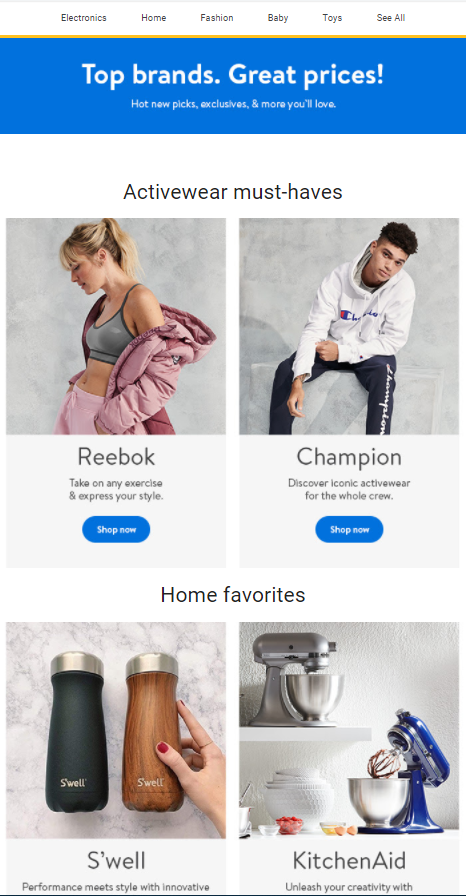 Electronics Home Fashion Baby Toys See All
Top brands. Great prices!
Hot new picks, exclusives, & more you'll love.
Activewear must-haves
Champion
Champion
Reebok
Take on any exercise
& express your style.
Shop now
Champion
Discover iconic activewear
for the whole crew.
Shop now
Home favorites
S'well
S'well
S'well
Performance meets style with innovative
KitchenAid
Unleash your creativity with